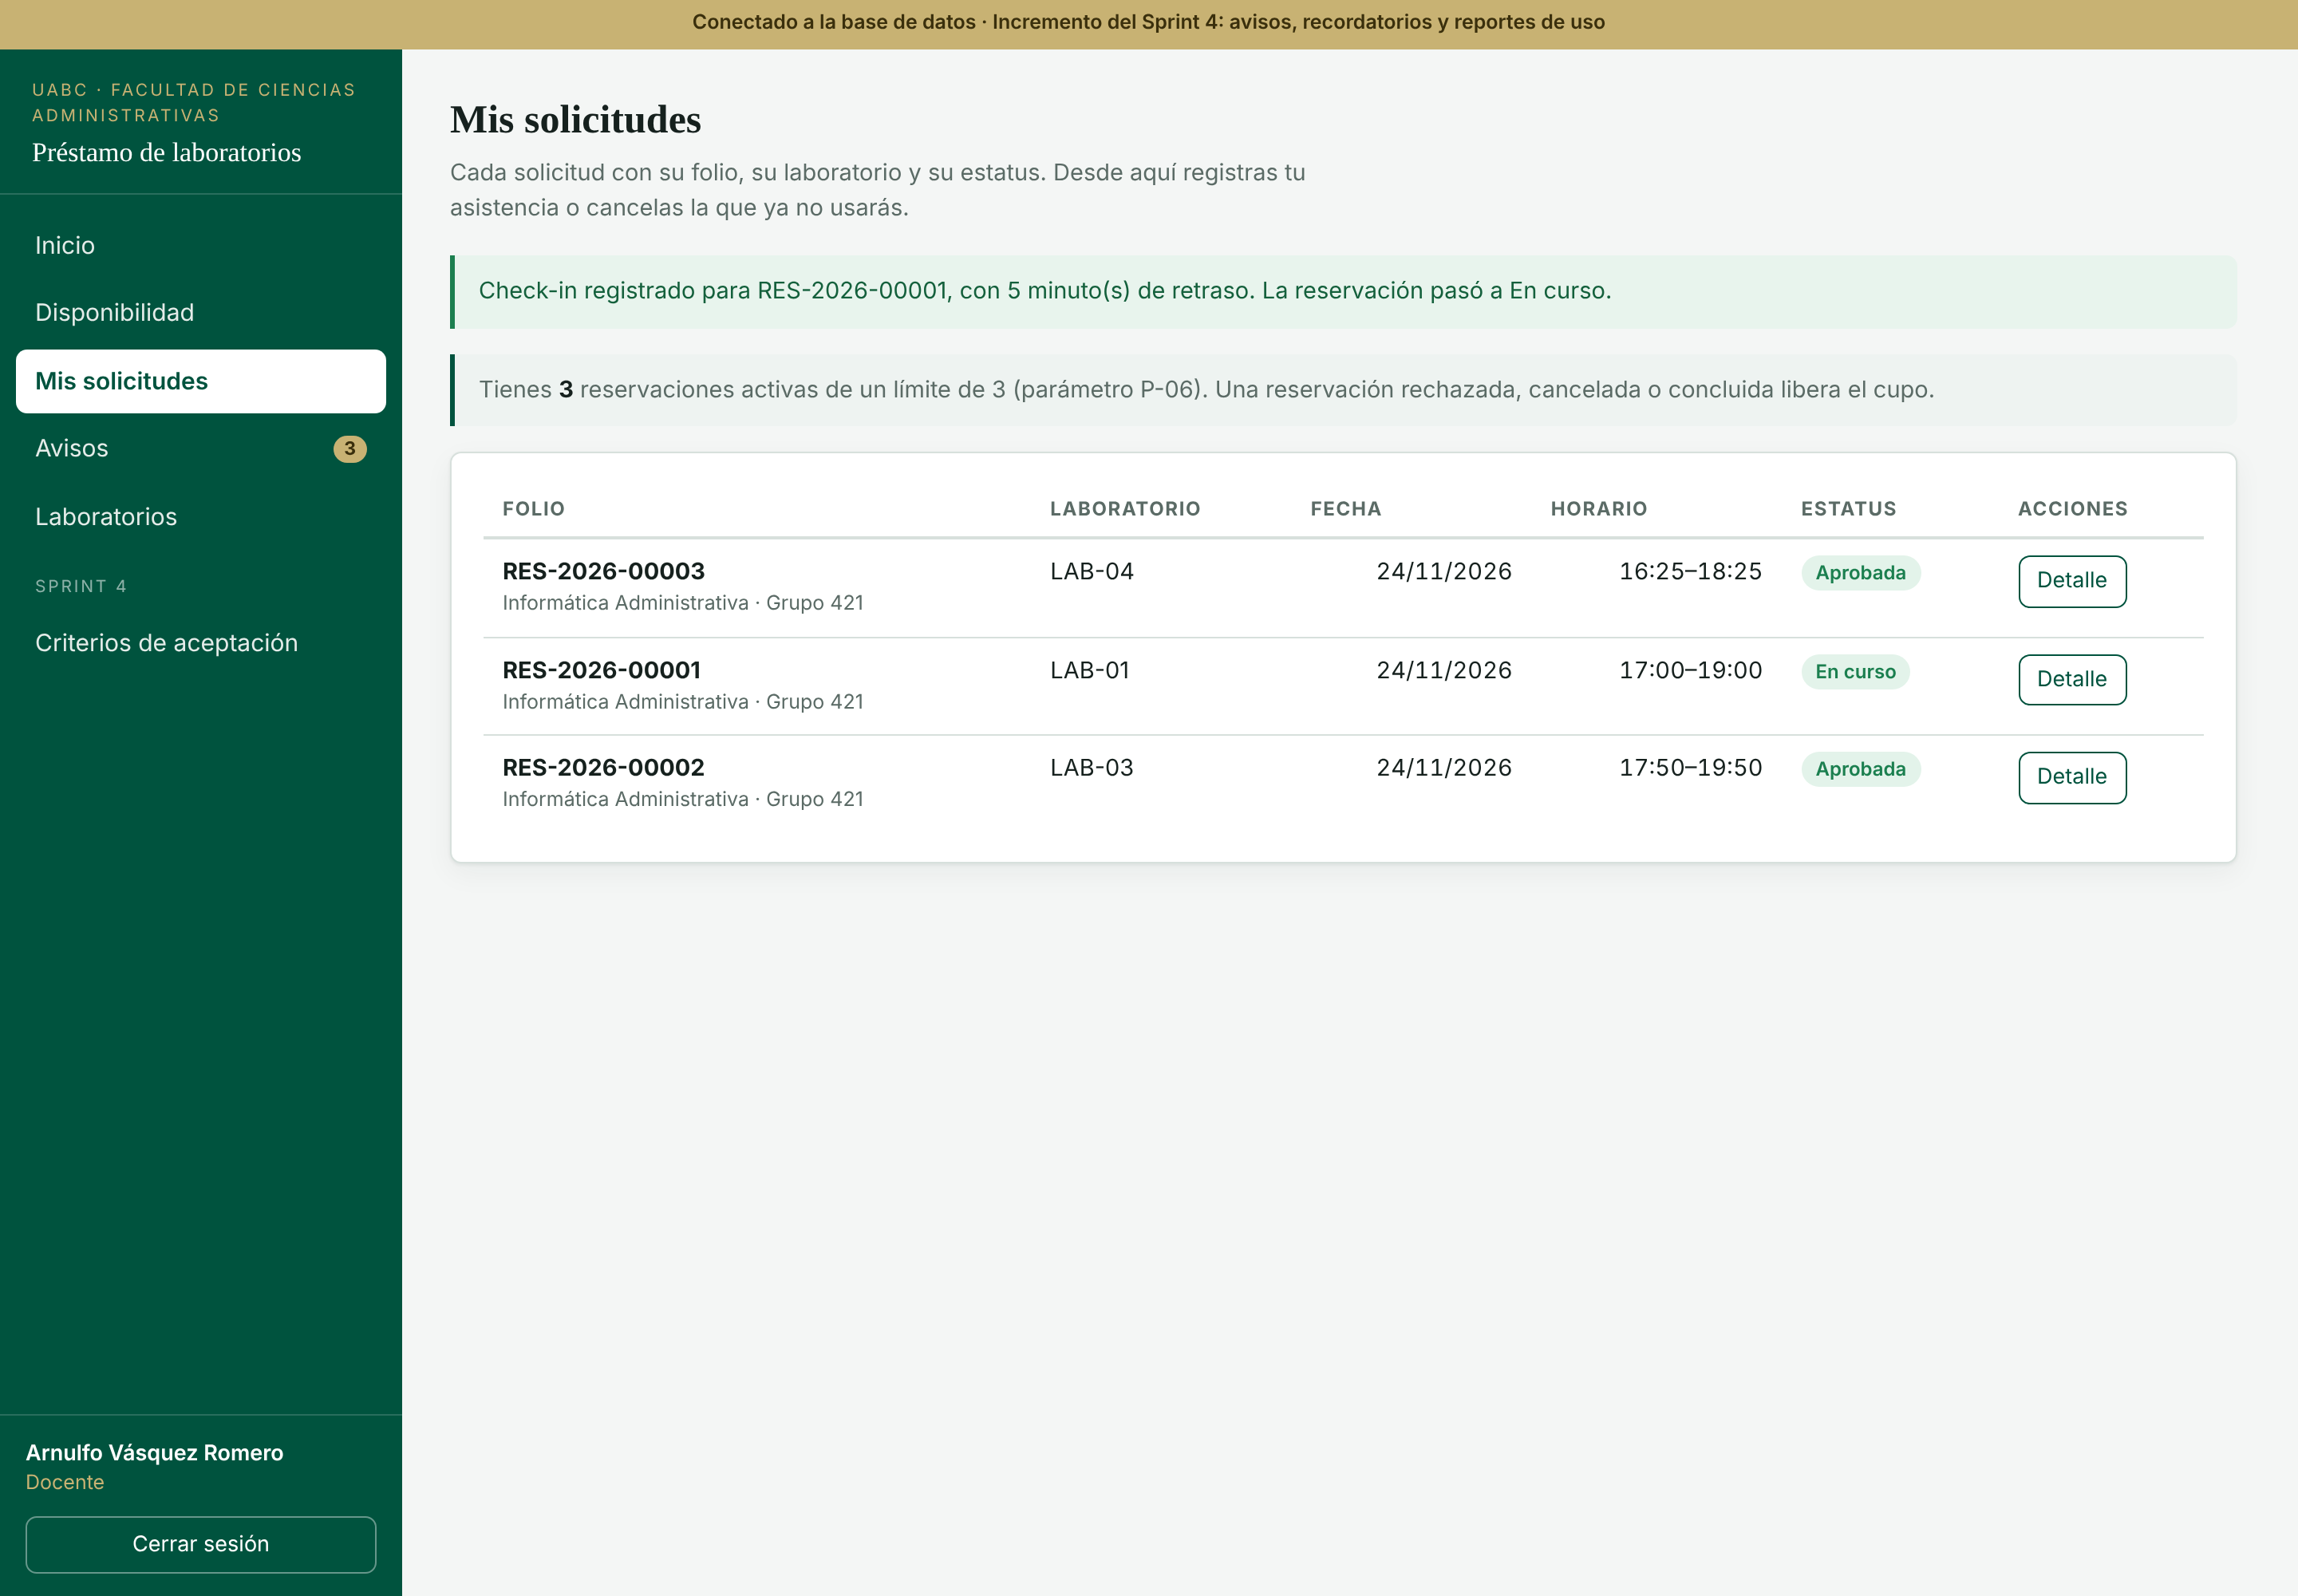 Conectado a la base de datos · Incremento del Sprint 4: avisos, recordatorios y reportes de uso
UABC · FACULTAD DE CIENCIAS
ADMINISTRATIVAS
Préstamo de laboratorios
Inicio
Disponibilidad
Mis solicitudes
Avisos 3
Laboratorios
SPRINT 4
Criterios de aceptación
Arnulfo Vásquez Romero
Docente
Cerrar sesión
Mis solicitudes
Cada solicitud con su folio, su laboratorio y su estatus. Desde aquí registras tu
asistencia o cancelas la que ya no usarás.
Check-in registrado para RES-2026-00001, con 5 minuto(s) de retraso. La reservación pasó a En curso.
Tienes 3 reservaciones activas de un límite de 3 (parámetro P-06). Una reservación rechazada, cancelada o concluida libera el cupo.
FOLIO LABORATORIO FECHA HORARIO ESTATUS ACCIONES
RES-2026-00003 LAB-04 24/11/2026 16:25–18:25 Aprobada Detalle
Informática Administrativa · Grupo 421
RES-2026-00001 LAB-01 24/11/2026 17:00–19:00 En curso Detalle
Informática Administrativa · Grupo 421
RES-2026-00002 LAB-03 24/11/2026 17:50–19:50 Aprobada Detalle
Informática Administrativa · Grupo 421